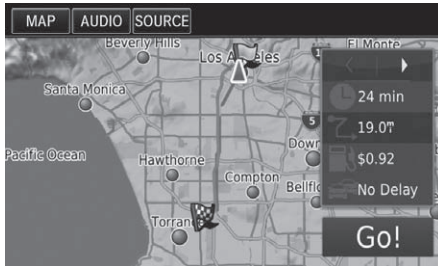 MAP AUDIO SOURCE
Beverly Hills
El Monte
Los Angeles
Santa Monica
24 min
5
19.0
Pacific Ocean
Hawthorne
Down
$0.92
Compton
Bellflo
No Delay
Torran
Go!